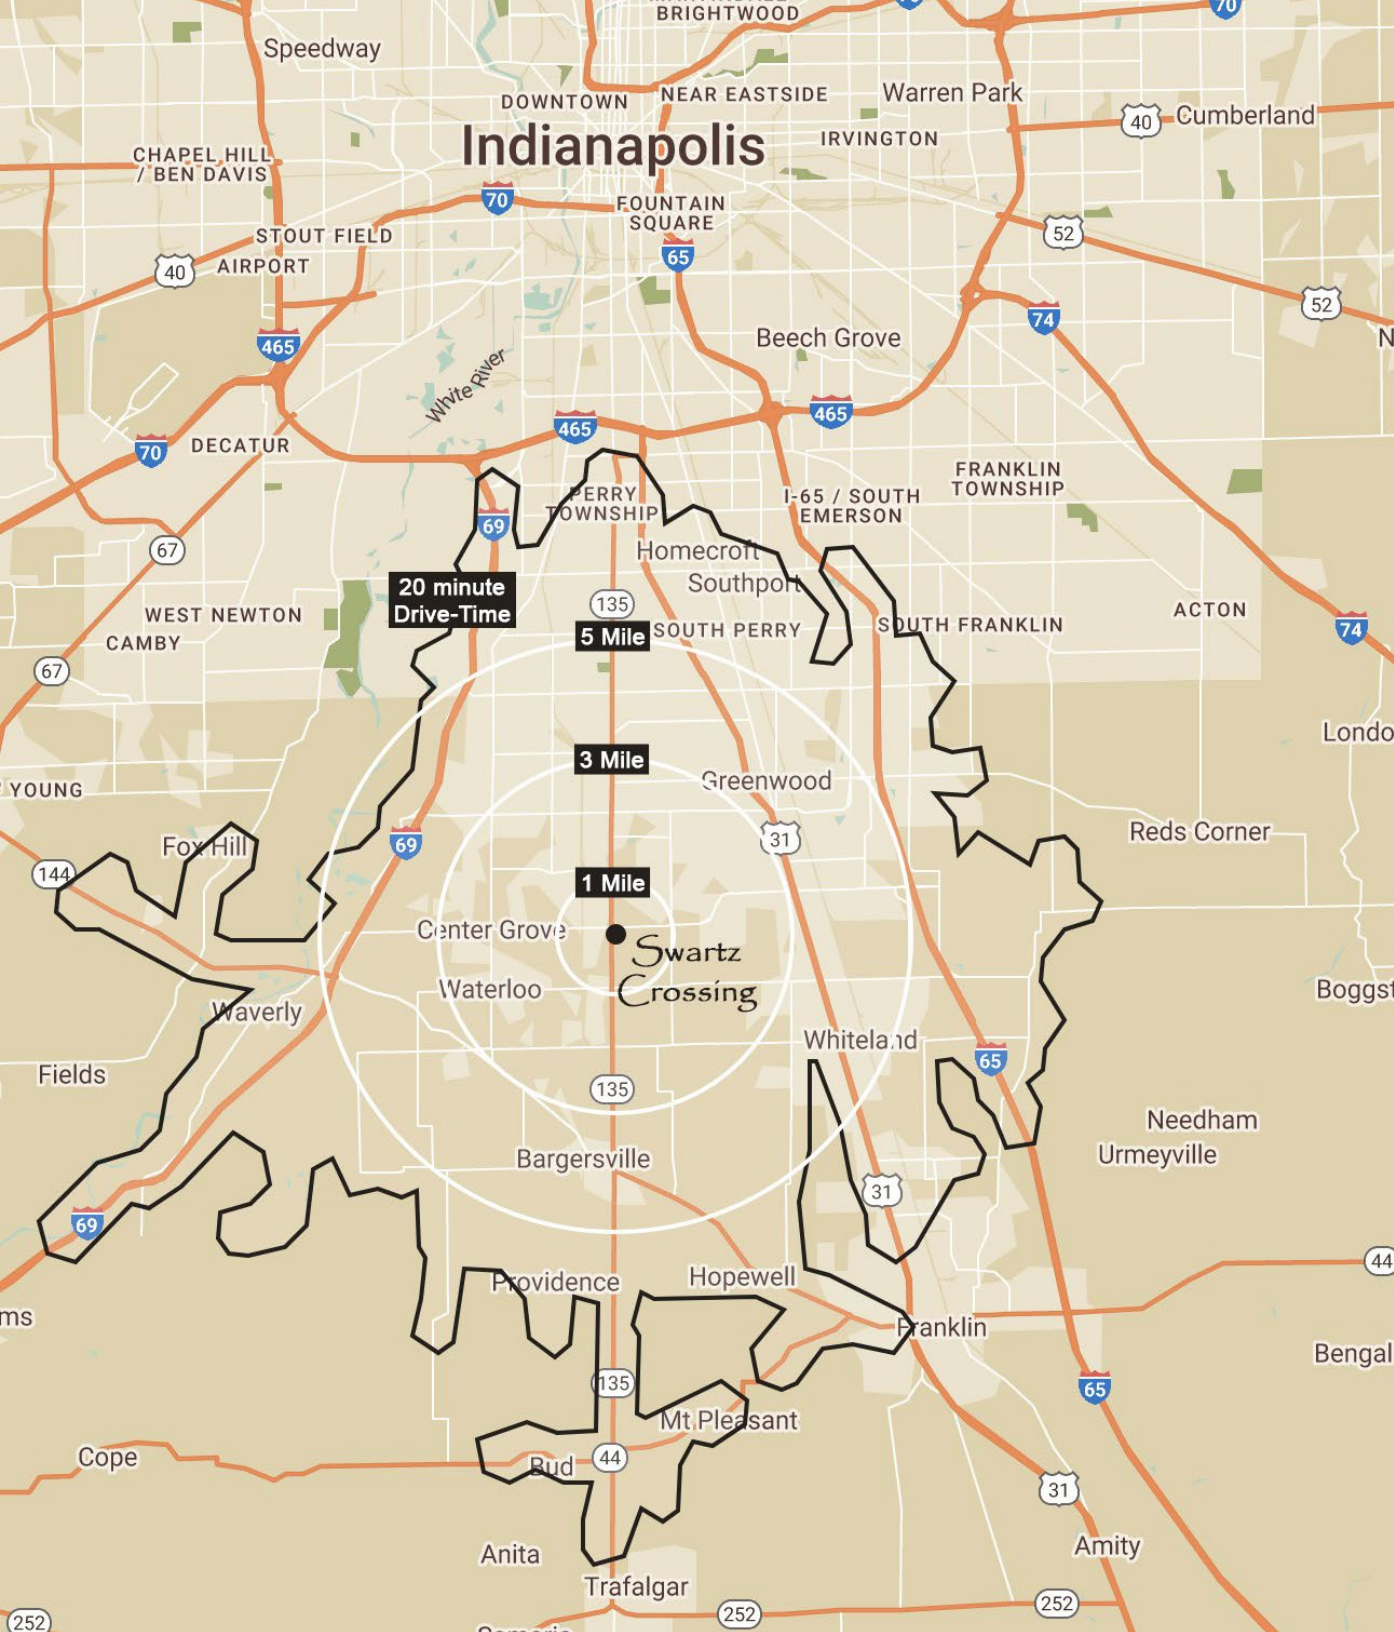 BRIGHTWOOD
70
Speedway
DOWNTOWN
NEAR EASTSIDE
Warren Park
40
Cumberland
Indianapolis
IRVINGTON
CHAPEL HILL
/ BEN DAVIS
70
FOUNTAIN
SQUARE
STOUT FIELD
52
65
40
AIRPORT
52
74
465
Beech Grove
N
White River
465
465
70
DECATUR
FRANKLIN
TOWNSHIP
PERRY
TOWNSHIP
I-65 / SOUTH
EMERSON
69
67
Homecroft
Southport
20 minute
Drive-Time
135
WEST NEWTON
CAMBY
5 Mile
SOUTH PERRY
SOUTH FRANKLIN
ACTON
74
67
Londo
3 Mile
Greenwood
YOUNG
31
Reds Corner
Fox Hill
69
144
1 Mile
Center Grove
Swartz
Crossing
Waterloo
Boggst
Waverly
Whiteland
65
Fields
135
Needham
Urmeyville
Bargersville
31
69
44
Providence
Hopewell
ms
Franklin
Bengal
135
65
Mt Pleasant
Cope
Bud
44
31
Anita
Amity
Trafalgar
252
252
252